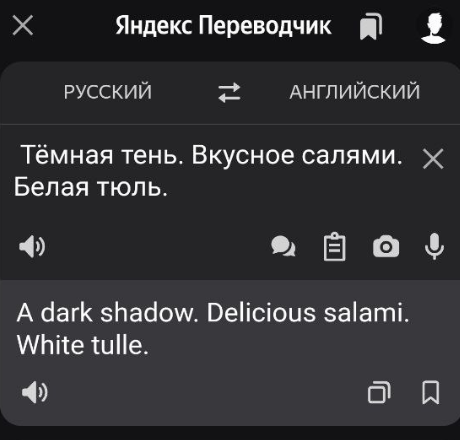 Яндекс Переводчик
РУССКИЙ АНГЛИЙСКИЙ
Тёмная тень. Вкусное салями.
Белая тюль.
A dark shadow. Delicious salami.
White tulle.